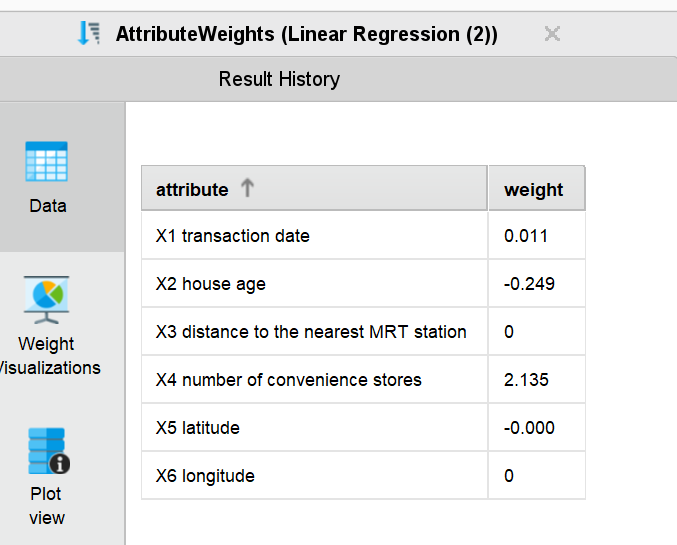 AttributeWeights (Linear Regression (2))
Result History
Data
Weight
Visualizations
Plot
view
attribute weight
X1 transaction date 0.011
X2 house age -0.249
X3 distance to the nearest MRT station 0
X4 number of convenience stores 2.135
X5 latitude -0.000
X6 longitude 0